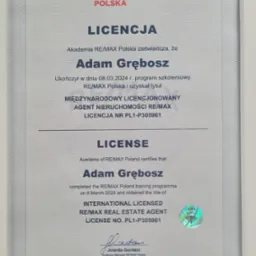 POLSKA
LICENCJA
Akademia RE/MAX Polska zaświadcza, że
Adam Grębosz
Ukończył w dniu 08.03.2024 r. program szkoleniowy
RE/MAX Polska i uzyskał tytuł
MIĘDZYNARODOWY LICENCJONOWANY
AGENT NIERUCHOMOŚCI RE/MAX
LICENCJA NR PL1-P305961
LICENSE
Academy of RE/MAX Poland certifies that
Adam Grębosz
completed the RE/MAX Poland training programme
on 8 March 2024 and obtained the title of
INTERNATIONAL LICENSED
RE/MAX REAL ESTATE AGENT
LICENSE NO. PL1-P305961